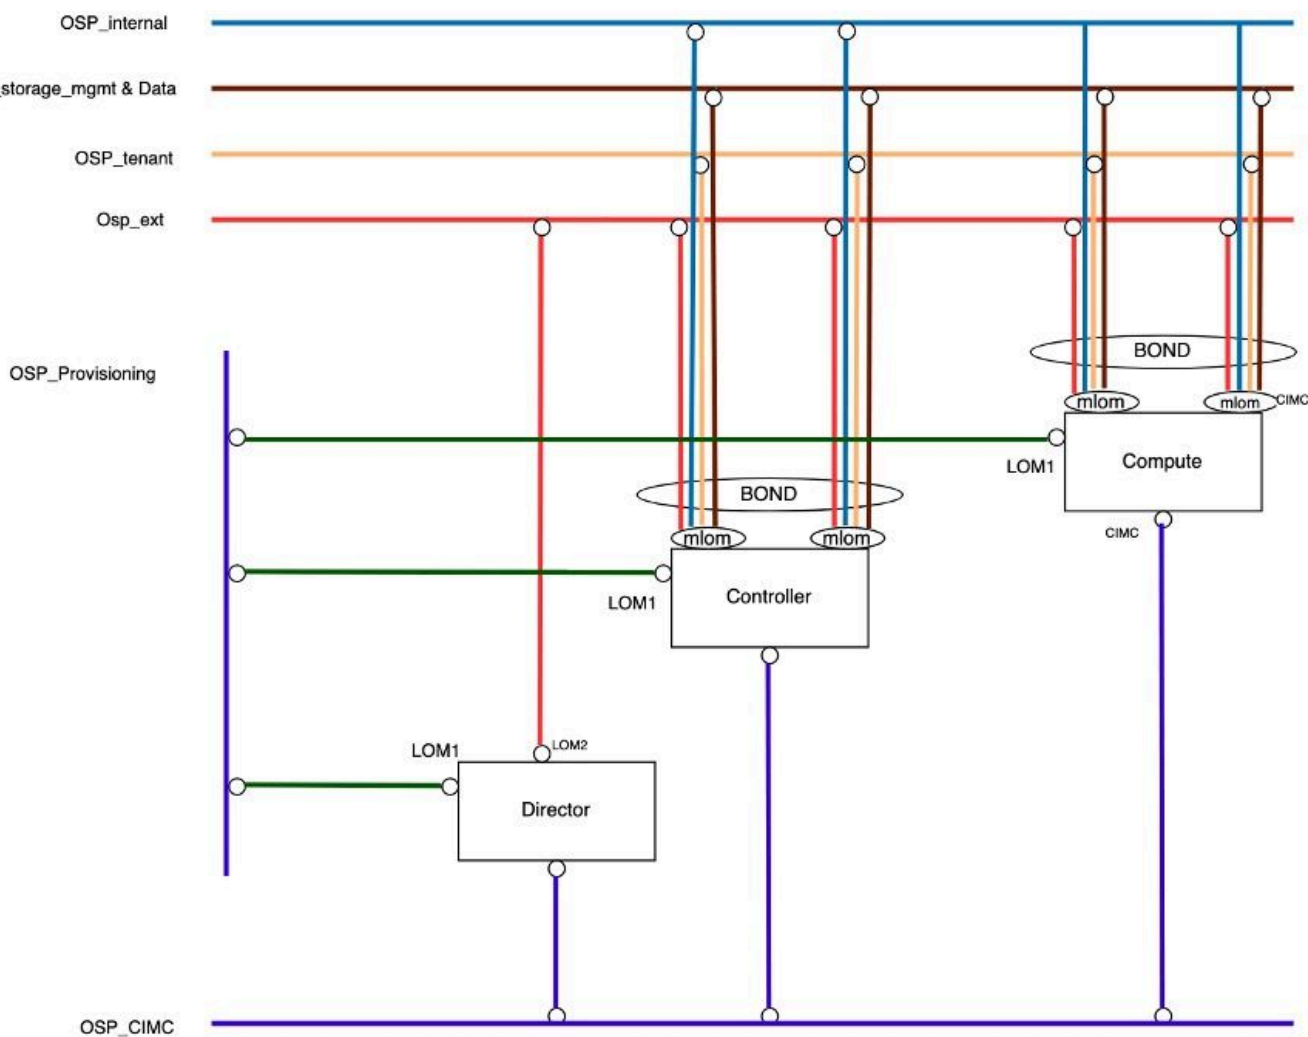 OSP_internal
_storage_mgmt & Data
OSP_tenant
Osp_ext
BOND
OSP_Provisioning
mlom
mlom
CIMC
LOM1
Compute
BOND
CIMC
mlom
mlom
LOM1
Controller
LOM1
LOM2
Director
OSP_CIMC